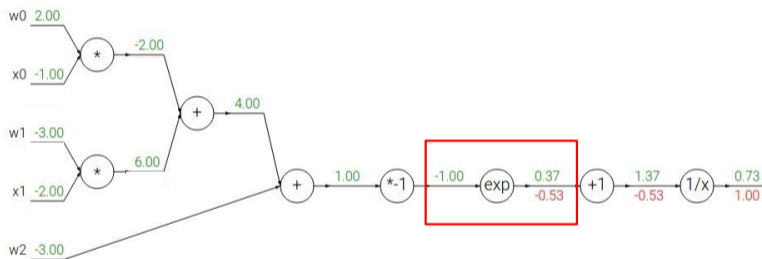 w0 2.00
* -2.00
x0 -1.00
+ 4.00
w1 -3.00
* 6.00
x1 -2.00
+ 1.00 *-1 -1.00 exp 0.37 +1 1.37 1/x 0.73
-0.53 -0.53 1.00
w2 -3.00